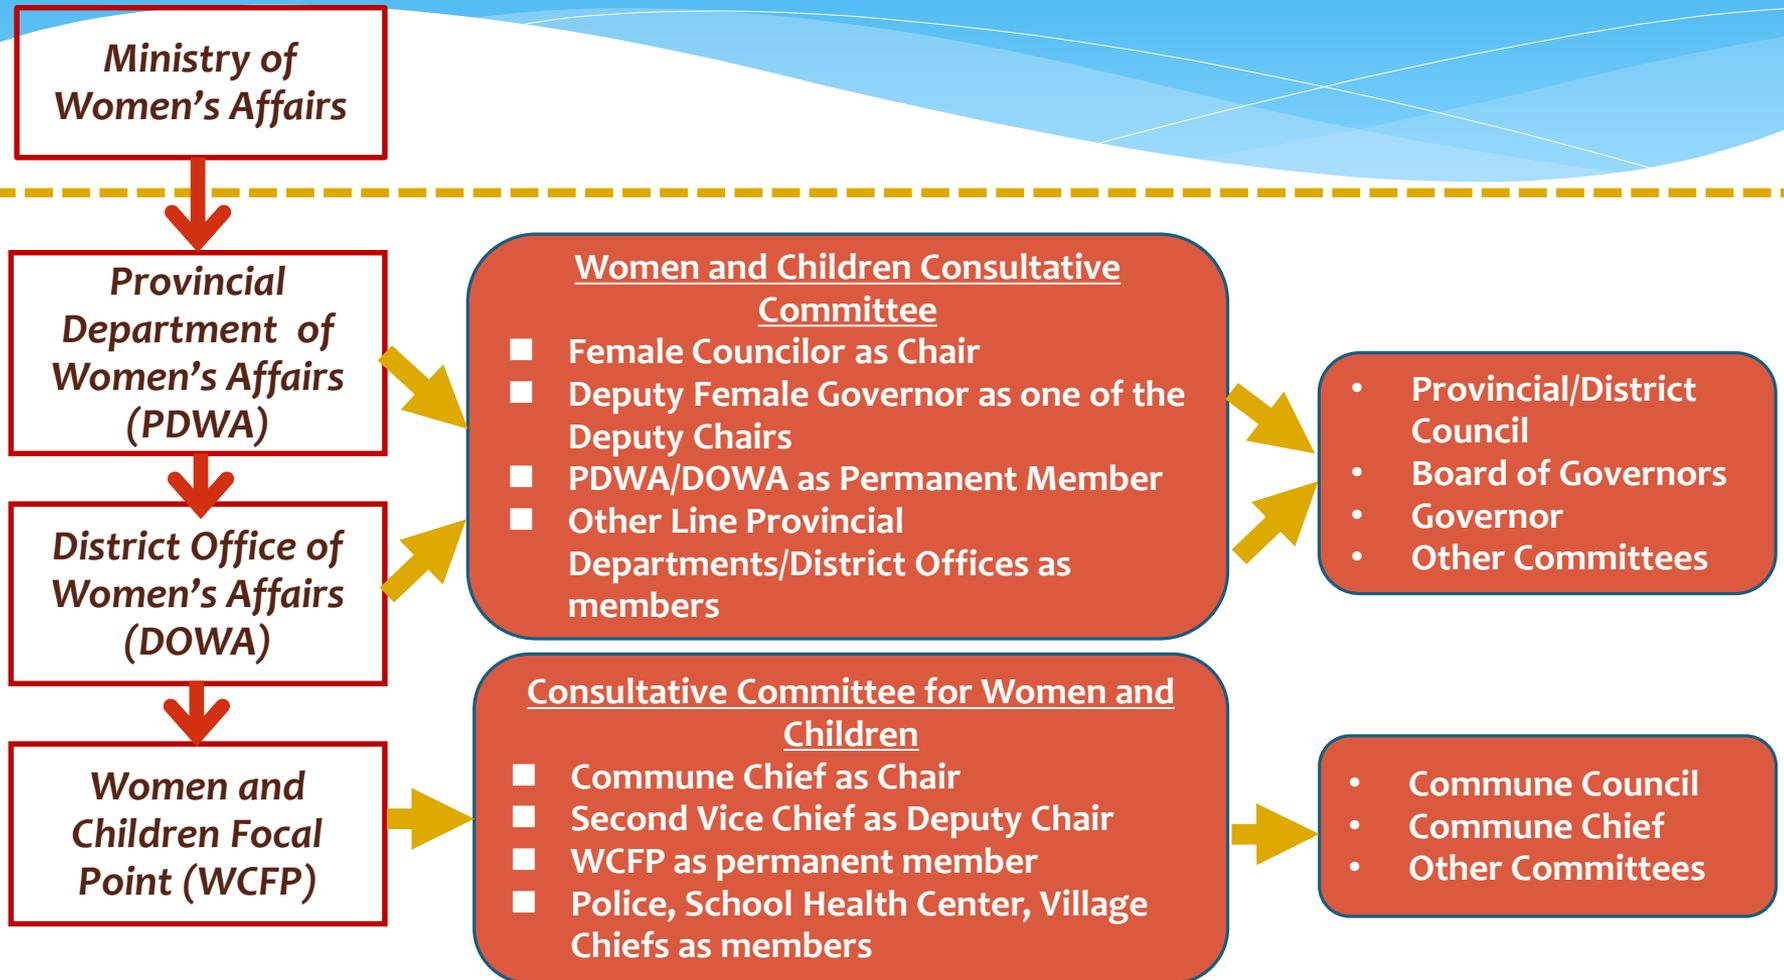 Ministry of
Women’s Affairs
Provincial
Department of
Women’s Affairs
(PDWA)
District Office of
Women’s Affairs
(DOWA)
Women and
Children Focal
Point (WCFP)
Women and Children Consultative
Committee
Female Councilor as Chair
Deputy Female Governor as one of the
Deputy Chairs
PDWA/DOWA as Permanent Member
Other Line Provincial
Departments/District Offices as
members
• Provincial/District
Council
• Board of Governors
• Governor
• Other Committees
Consultative Committee for Women and
Children
Commune Chief as Chair
Second Vice Chief as Deputy Chair
WCFP as permanent member
Police, School Health Center, Village
Chiefs as members
• Commune Council
• Commune Chief
• Other Committees